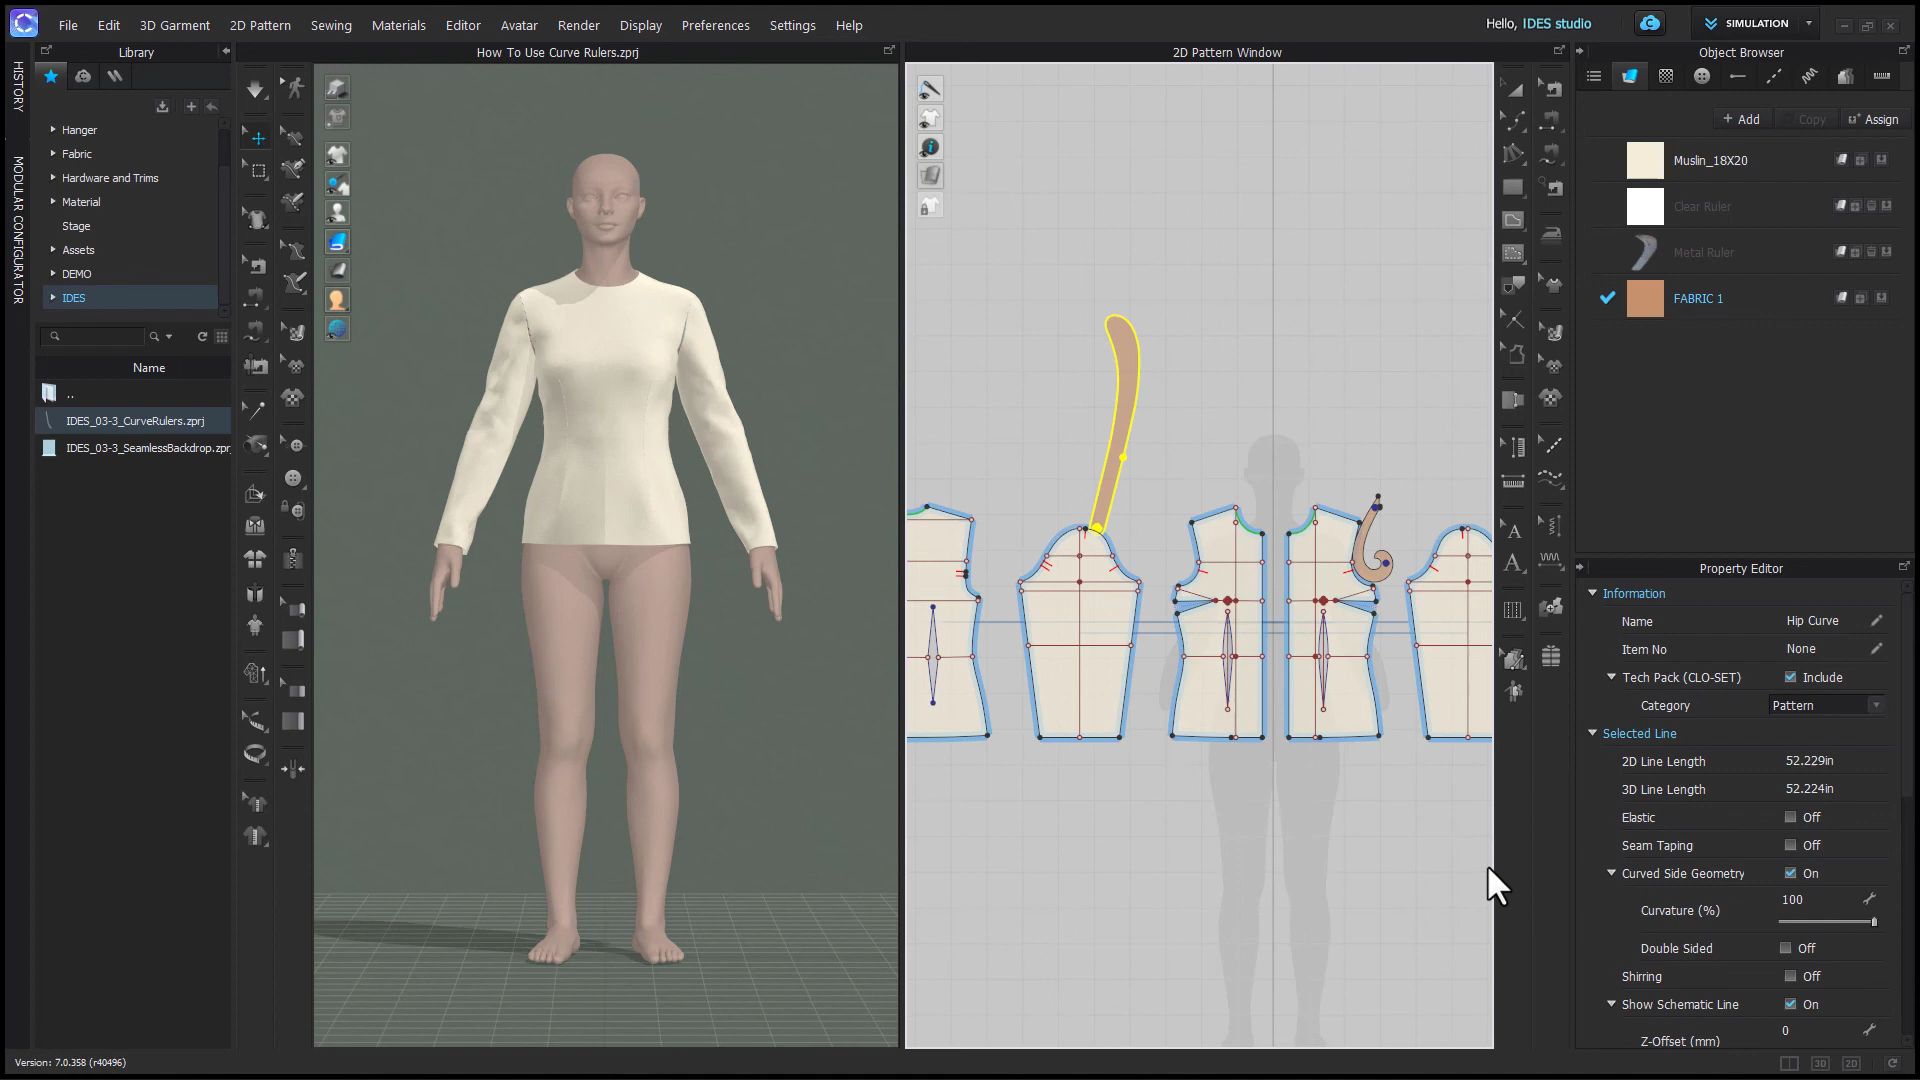 File Edit 3D Garment 2D Pattern Sewing Materials Editor Avatar Render Display Preferences Settings Help
Hello, IDES studio
SIMULATION
HISTORY
MODULAR CONFIGURATOR
Library
How To Use Curve Rulers.zprj
2D Pattern Window
Object Browser
Hanger
Fabric
Hardware and Trims
Material
Stage
Assets
DEMO
IDES
Name
..
IDES_03-3_CurveRulers.zprj
IDES_03-3_SeamlessBackdrop.zprj
+ Add Copy Assign
Muslin_18X20
Clear Ruler
Metal Ruler
FABRIC 1
Property Editor
Information
Name Hip Curve
Item No None
Tech Pack (CLO-SET) Include
Category Pattern
Selected Line
2D Line Length 52.229in
3D Line Length 52.224in
Elastic Off
Seam Taping Off
Curved Side Geometry On
Curvature (%) 100
Double Sided Off
Shirring Off
Show Schematic Line On
Z-Offset (mm) 0
Version: 7.0.358 (r40496)
3D 2D